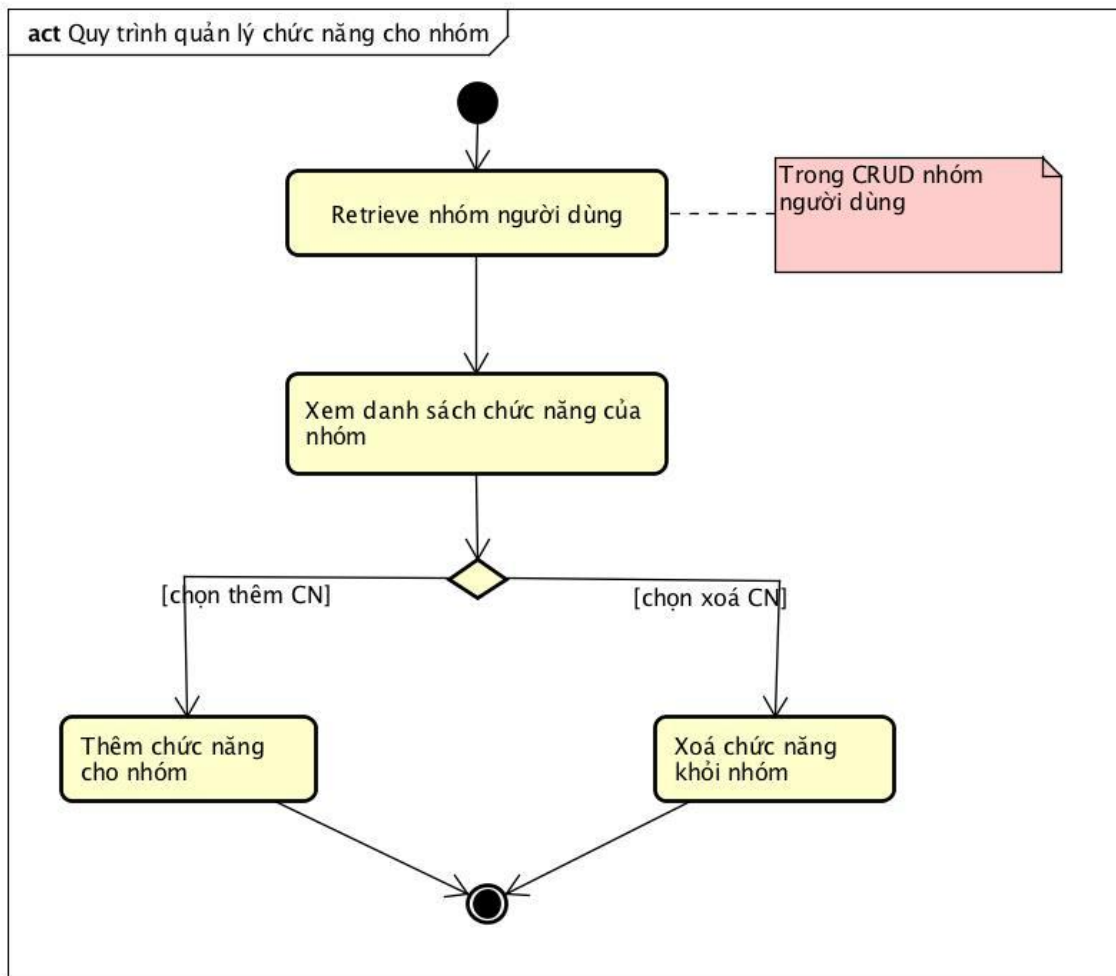 act Quy trình quản lý chức năng cho nhóm
Retrieve nhóm người dùng
Trong CRUD nhóm
người dùng
Xem danh sách chức năng của
nhóm
[chọn thêm CN]
[chọn xoá CN]
Thêm chức năng
cho nhóm
Xoá chức năng
khỏi nhóm